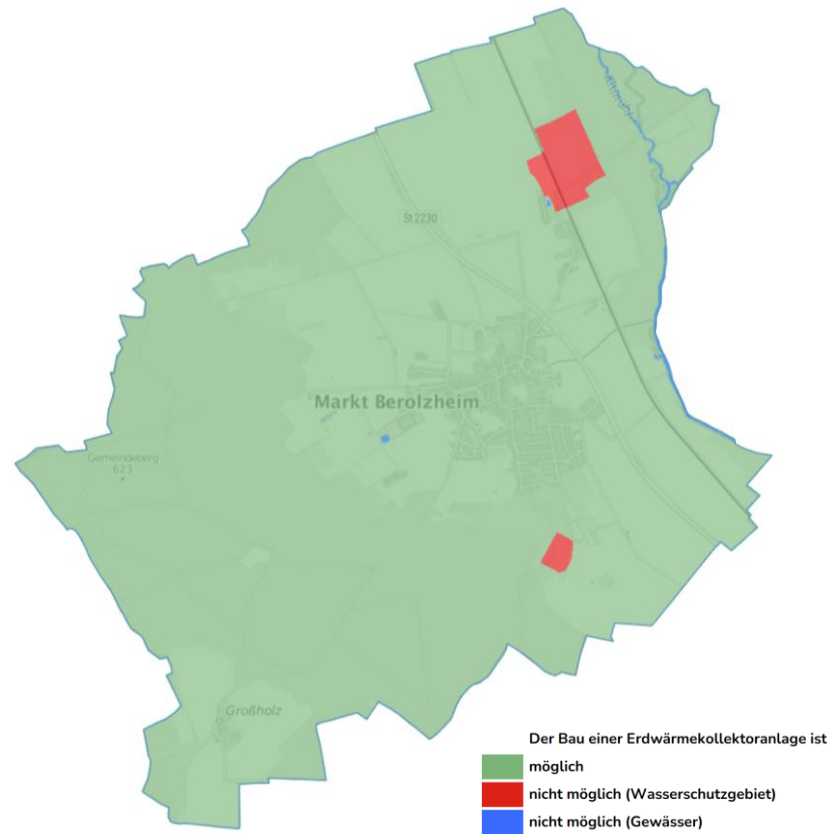 Altmühl
St 2230
Markt Berolzheim
Gemeindeberg
623
Großholz
Der Bau einer Erdwärmekollektoranlage ist
möglich
nicht möglich (Wasserschutzgebiet)
nicht möglich (Gewässer)